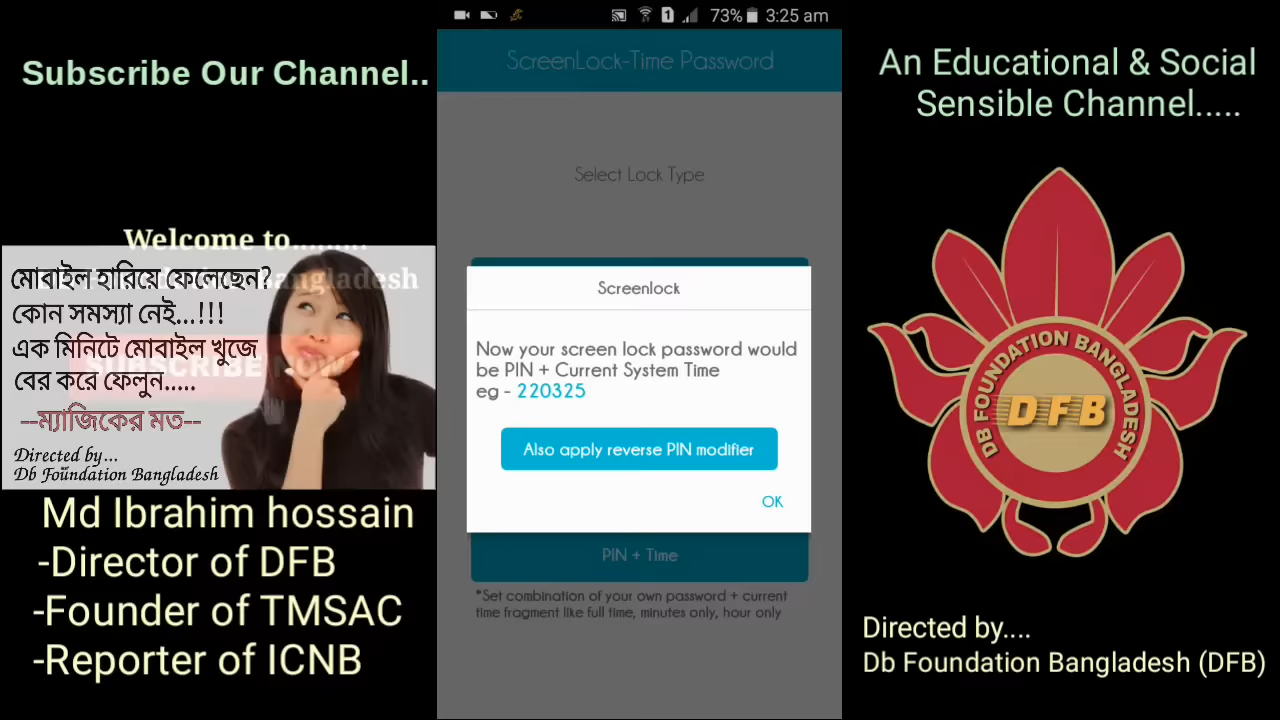 Subscribe Our Channel..
Welcome to.........
Bangladesh
মোবাইল হারিয়ে ফেলেছেন?
কোন সমস্যা নেই...!!!
এক মিনিটে মোবাইল খুজে
বের করে ফেলুন.....
SUBSCRIBE NOW
--ম্যাজিকের মত--
Directed by...
Db Foundation Bangladesh
Md Ibrahim hossain
-Director of DFB
-Founder of TMSAC
-Reporter of ICNB
1 73% 3:25 am
ScreenLock-Time Password
Select Lock Type
Screenlock
Now your screen lock password would
be PIN + Current System Time
eg - 220325
Also apply reverse PIN modifier
OK
PIN + Time
*Set combination of your own password + current
time fragment like full time, minutes only, hour only
An Educational & Social
Sensible Channel.....
DB FOUNDATION BANGLADESH
DFB
Directed by....
Db Foundation Bangladesh (DFB)